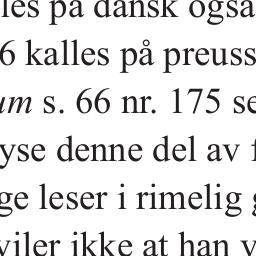 les på dansk også
6 kalles på preuss
um s. 66 nr. 175 se
yse denne del av f
ge leser i rimelig g
viler ikke at han v